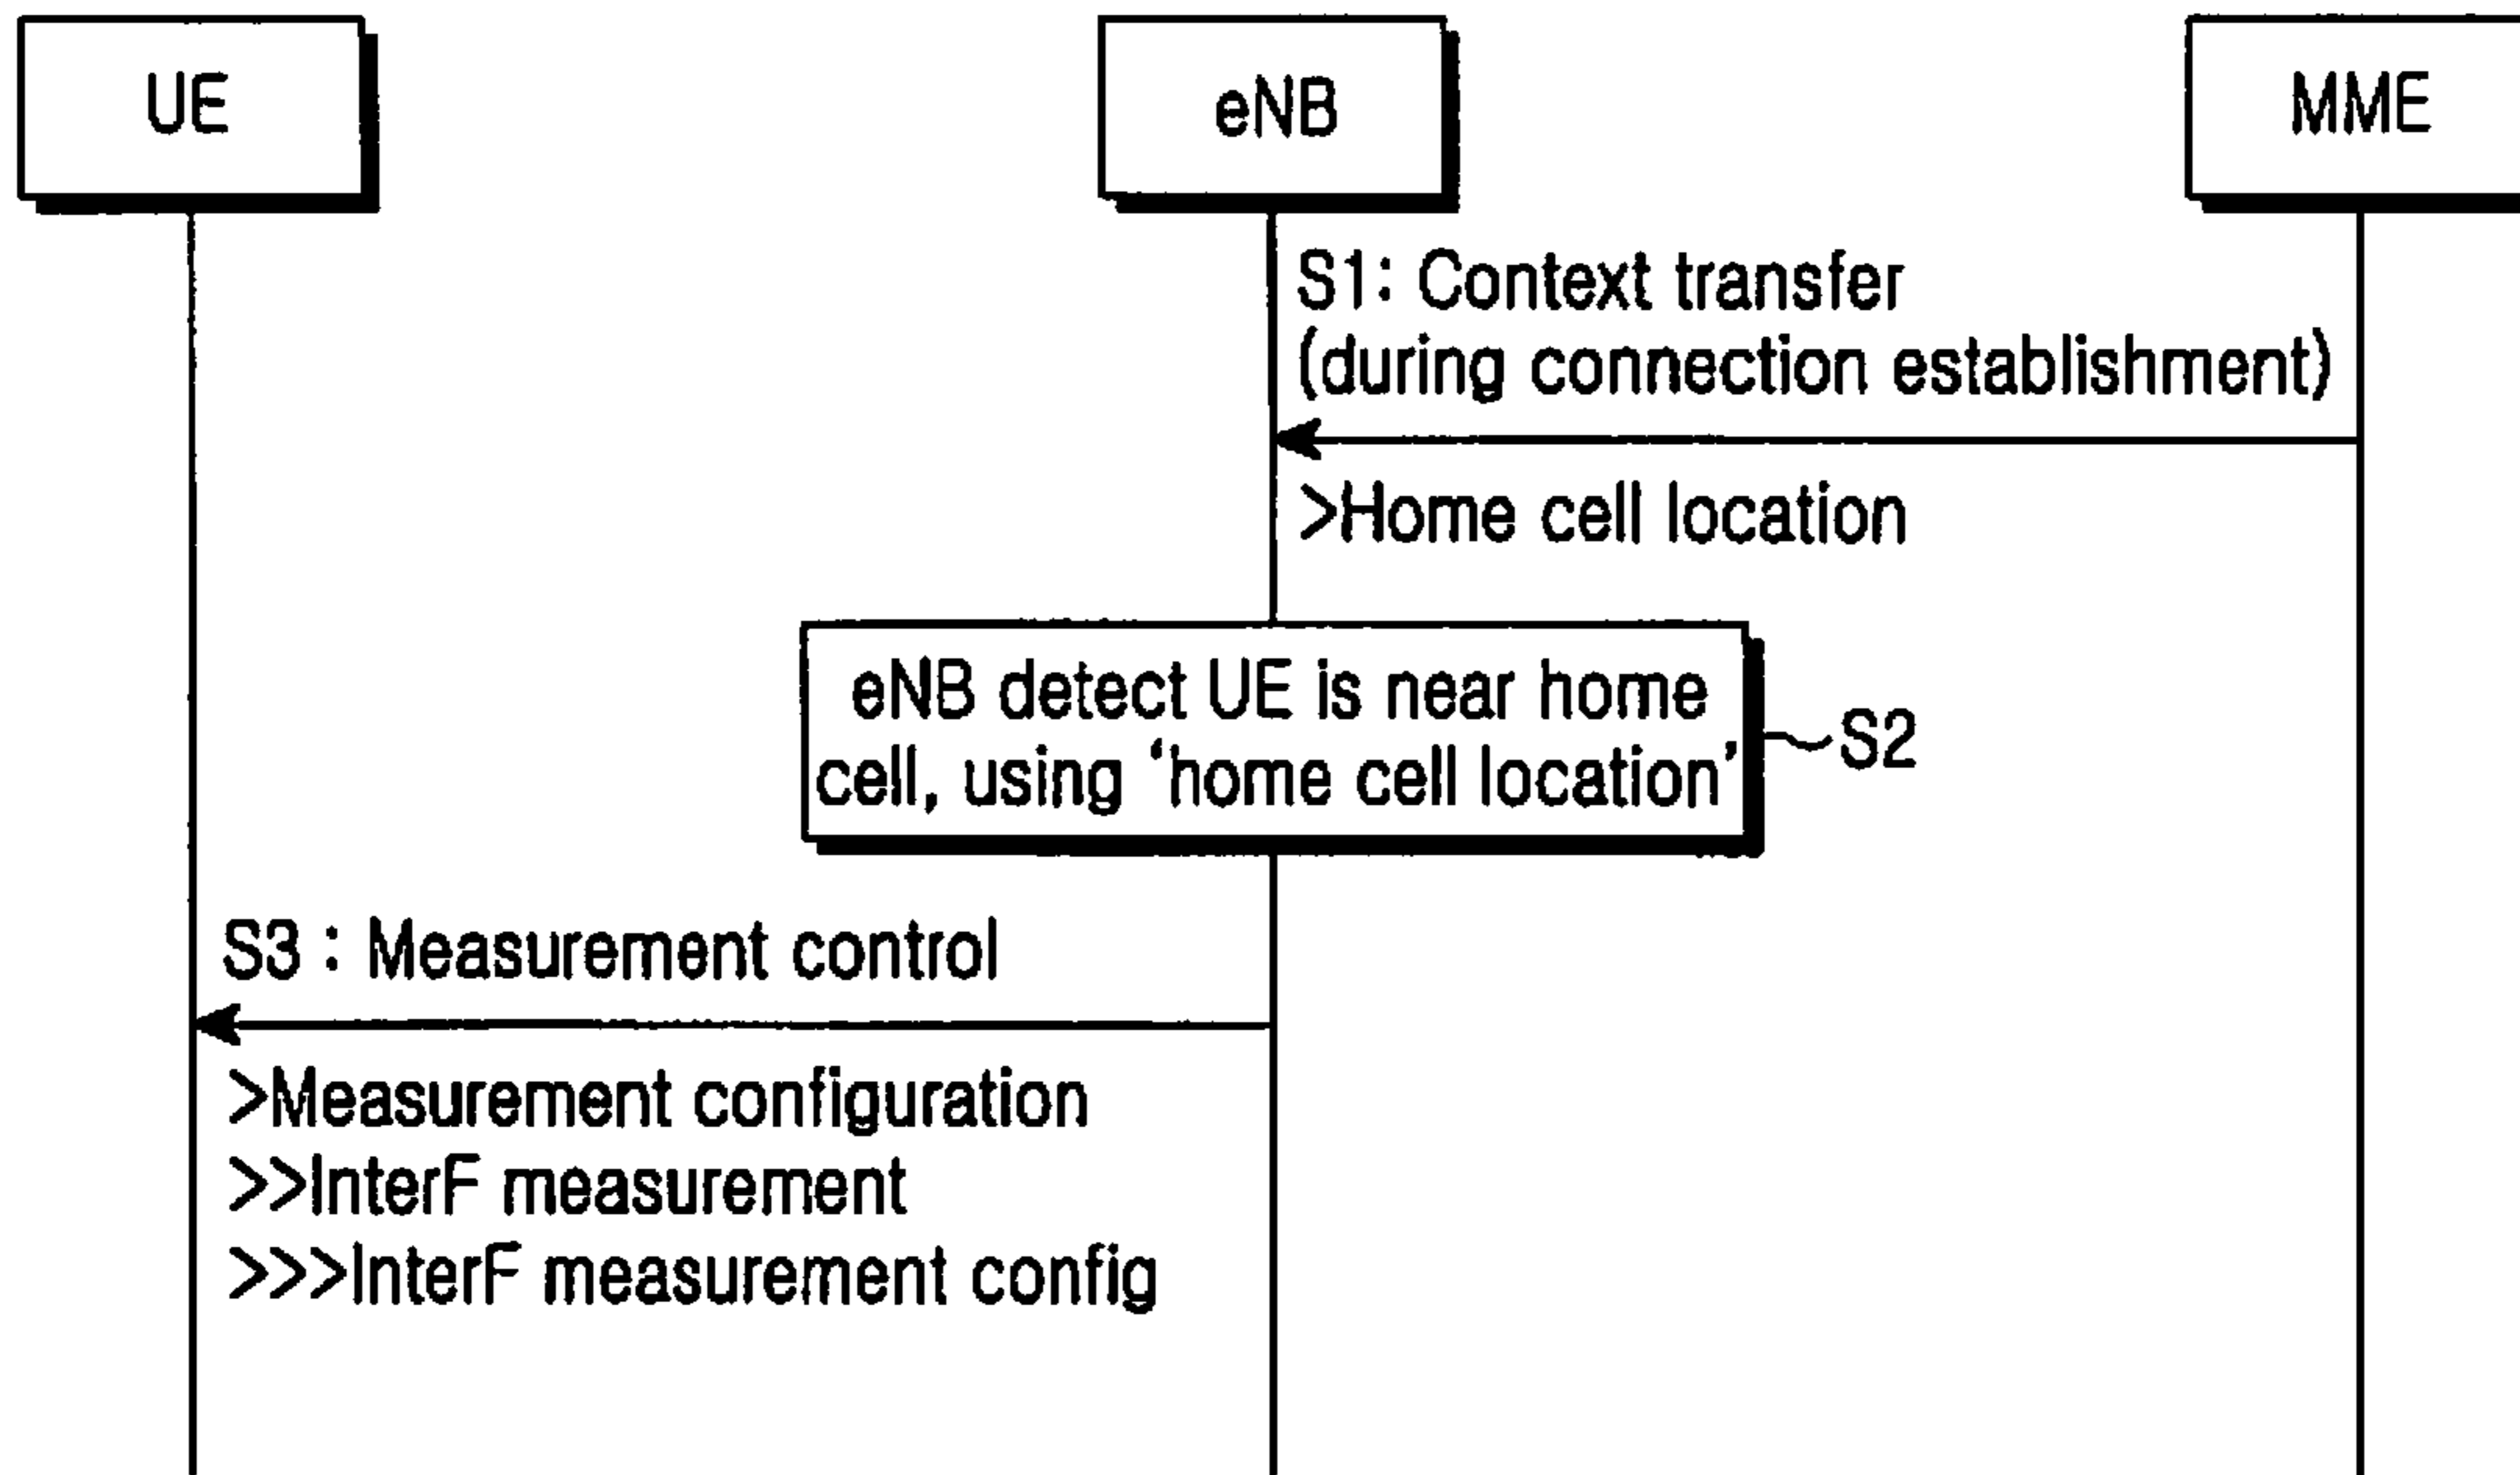 UE
eNB
MME
S1: Context transfer
(during connection establishment)
>Home cell location
eNB detect UE is near home
cell, using ‘home cell location’
S2
S3 : Measurement control
>Measurement configuration
>>InterF measurement
>>>InterF measurement config